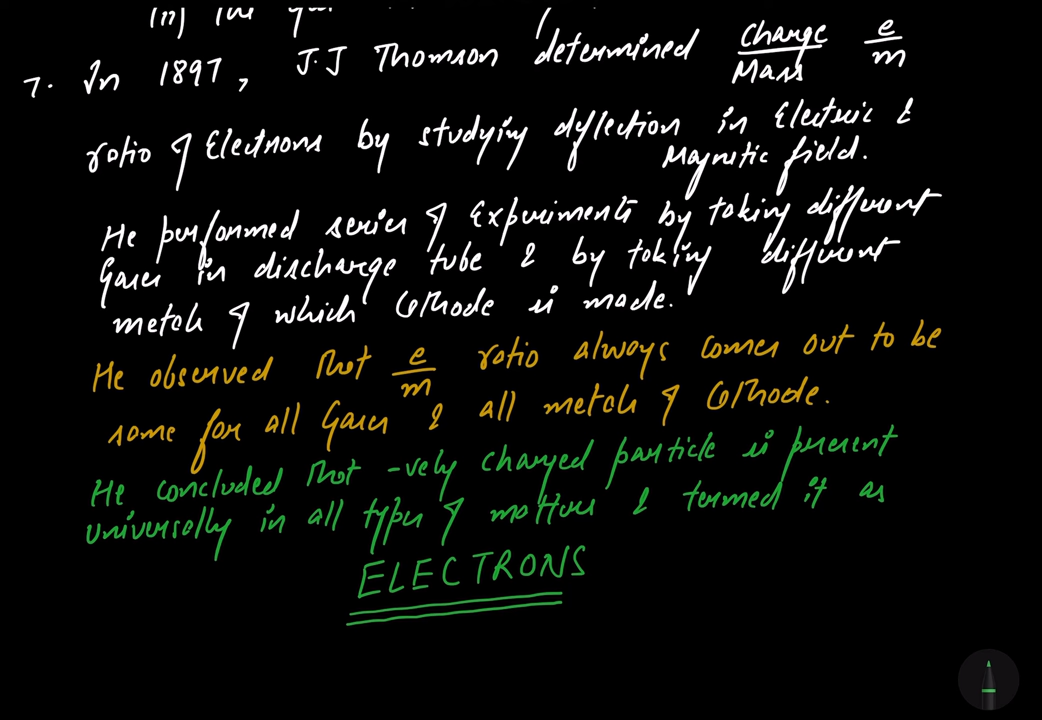 (ii) the
7. In 1897, J.J Thomson determined Charge/Mass e/m
ratio of Electrons by studying deflection in Electric &
Magnetic field.
He performed series of Experiments by taking different
Gases in discharge tube & by taking different
metals of which Cathode is made.
He observed that e/m ratio always comes out to be
same for all Gases & all metals of Cathode.
He concluded that -vely charged particle is present
universally in all types of matters & termed it as
ELECTRONS